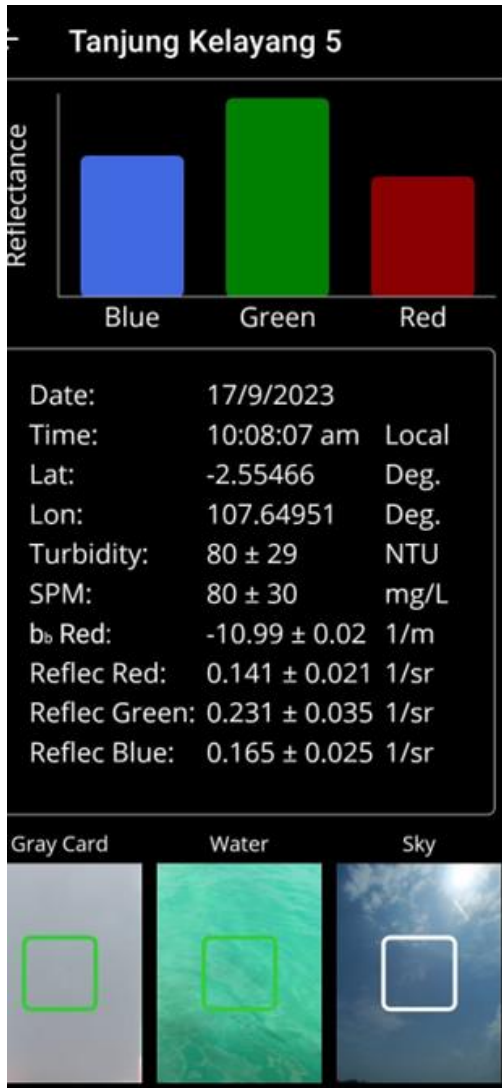 Tanjung Kelayang 5
Reflectance
Blue Green Red
Date: 17/9/2023
Time: 10:08:07 am Local
Lat: -2.55466 Deg.
Lon: 107.64951 Deg.
Turbidity: 80 ± 29 NTU
SPM: 80 ± 30 mg/L
b♭ Red: -10.99 ± 0.02 1/m
Reflec Red: 0.141 ± 0.021 1/sr
Reflec Green: 0.231 ± 0.035 1/sr
Reflec Blue: 0.165 ± 0.025 1/sr
Gray Card Water Sky